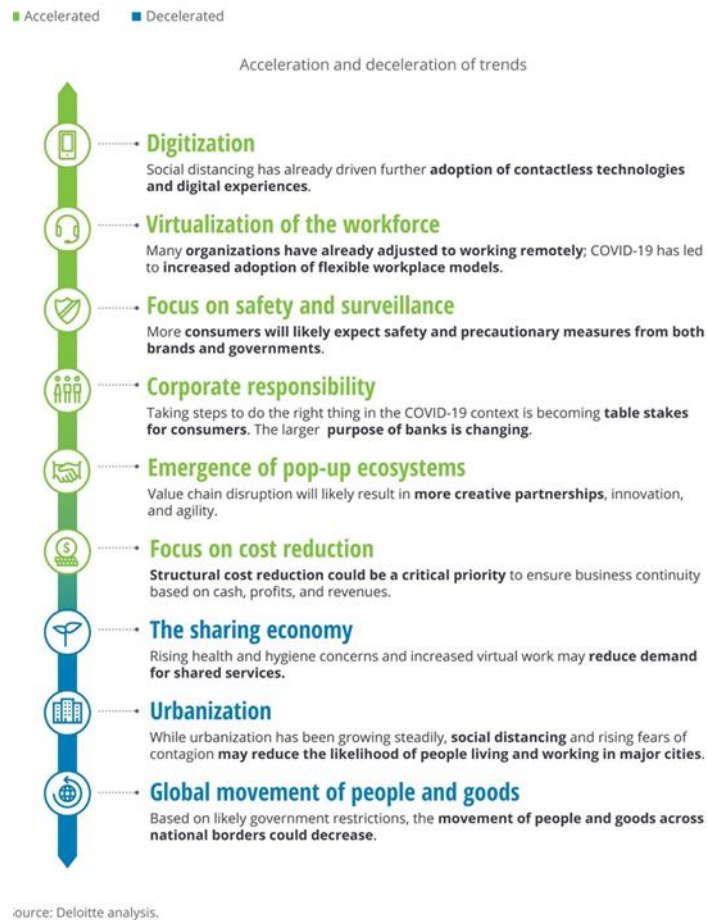 Accelerated Decelerated
Acceleration and deceleration of trends
Digitization
Social distancing has already driven further adoption of contactless technologies
and digital experiences.
Virtualization of the workforce
Many organizations have already adjusted to working remotely; COVID-19 has led
to increased adoption of flexible workplace models.
Focus on safety and surveillance
More consumers will likely expect safety and precautionary measures from both
brands and governments.
Corporate responsibility
Taking steps to do the right thing in the COVID-19 context is becoming table stakes
for consumers. The larger purpose of banks is changing.
Emergence of pop-up ecosystems
Value chain disruption will likely result in more creative partnerships, innovation,
and agility.
$
Focus on cost reduction
Structural cost reduction could be a critical priority to ensure business continuity
based on cash, profits, and revenues.
The sharing economy
Rising health and hygiene concerns and increased virtual work may reduce demand
for shared services.
Urbanization
While urbanization has been growing steadily, social distancing and rising fears of
contagion may reduce the likelihood of people living and working in major cities.
Global movement of people and goods
Based on likely government restrictions, the movement of people and goods across
national borders could decrease.
ource: Deloitte analysis.